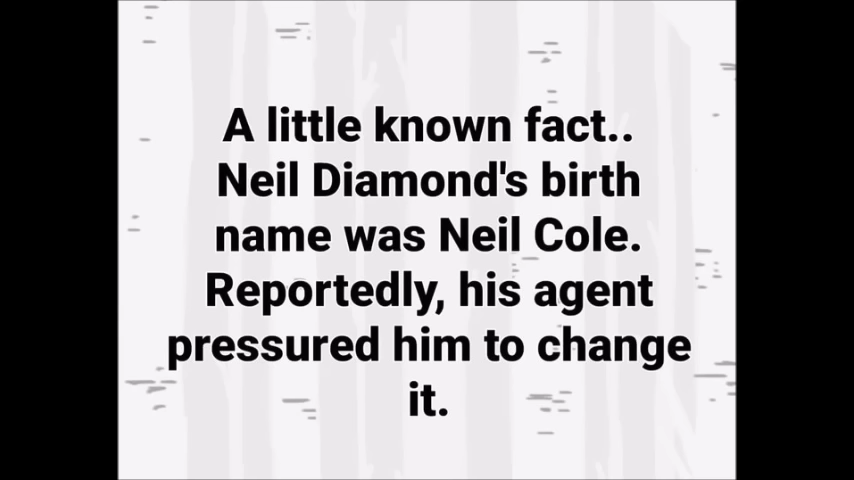 A little known fact..
Neil Diamond's birth
name was Neil Cole.
Reportedly, his agent
pressured him to change
it.